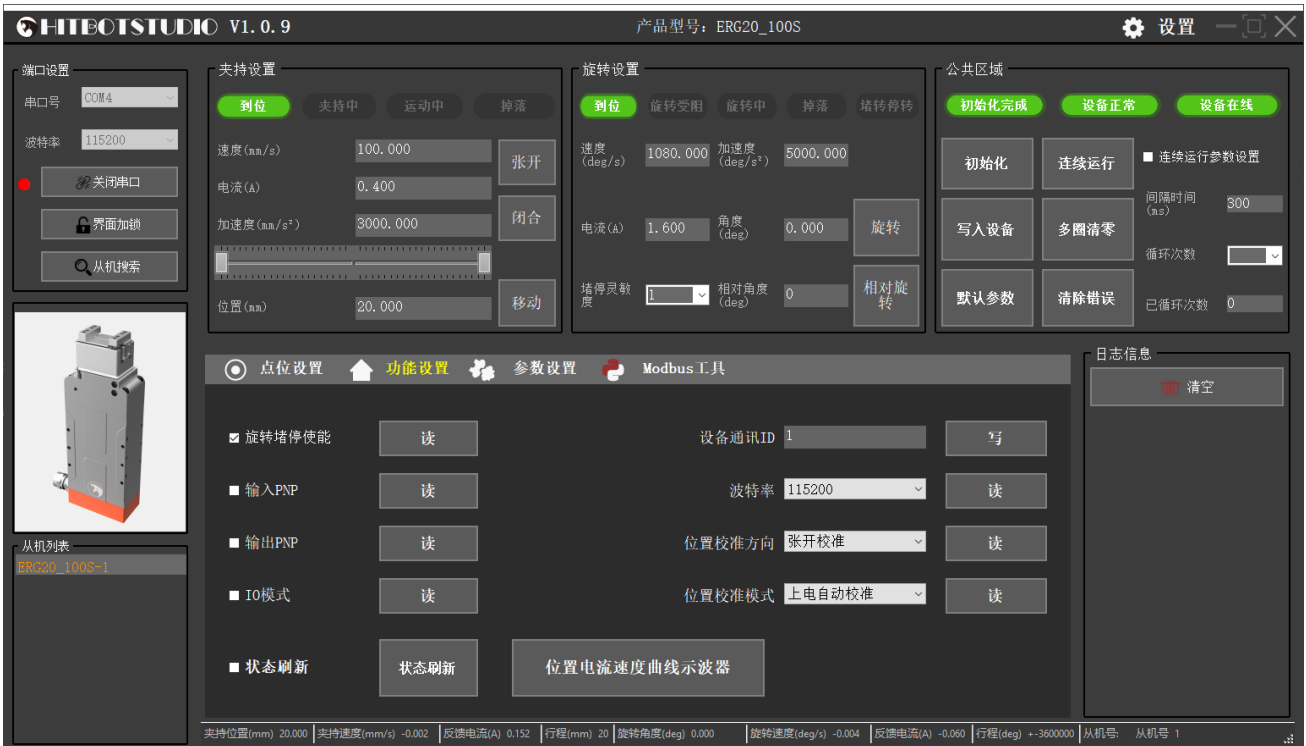 HITBOTSTUDIO V1.0.9
产品型号：ERG20_100S
设置
端口设置
串口号 COM4
波特率 115200
关闭串口
界面加锁
从机搜索
夹持设置
到位 夹持中 运动中 掉落
速度(mm/s) 100.000 张开
电流(A) 0.400
加速度(mm/s²) 3000.000 闭合
位置(mm) 20.000 移动
旋转设置
到位 旋转受阻 旋转中 掉落 堵转停转
速度
(deg/s) 1080.000 加速度
(deg/s²) 5000.000
电流(A) 1.600 角度
(deg) 0.000 旋转
堵停灵敏
度 1 相对角度
(deg) 0 相对旋
转
公共区域
初始化完成 设备正常 设备在线
初始化 连续运行 连续运行参数设置
间隔时间
(ms) 300
写入设备 多圈清零
循环次数
默认参数 清除错误 已循环次数 0
点位设置 功能设置 参数设置 Modbus工具
旋转堵停使能 读 设备通讯ID 1 写
输入PNP 读 波特率 115200 读
输出PNP 读 位置校准方向 张开校准 读
IO模式 读 位置校准模式 上电自动校准 读
状态刷新 状态刷新 位置电流速度曲线示波器
日志信息
清空
从机列表
ERG20_100S-1
夹持位置(mm) 20.000 夹持速度(mm/s) -0.002 反馈电流(A) 0.152 行程(mm) 20 旋转角度(deg) 0.000 旋转速度(deg/s) -0.004 反馈电流(A) -0.060 行程(deg) +-3600000 从机号: 从机号 1